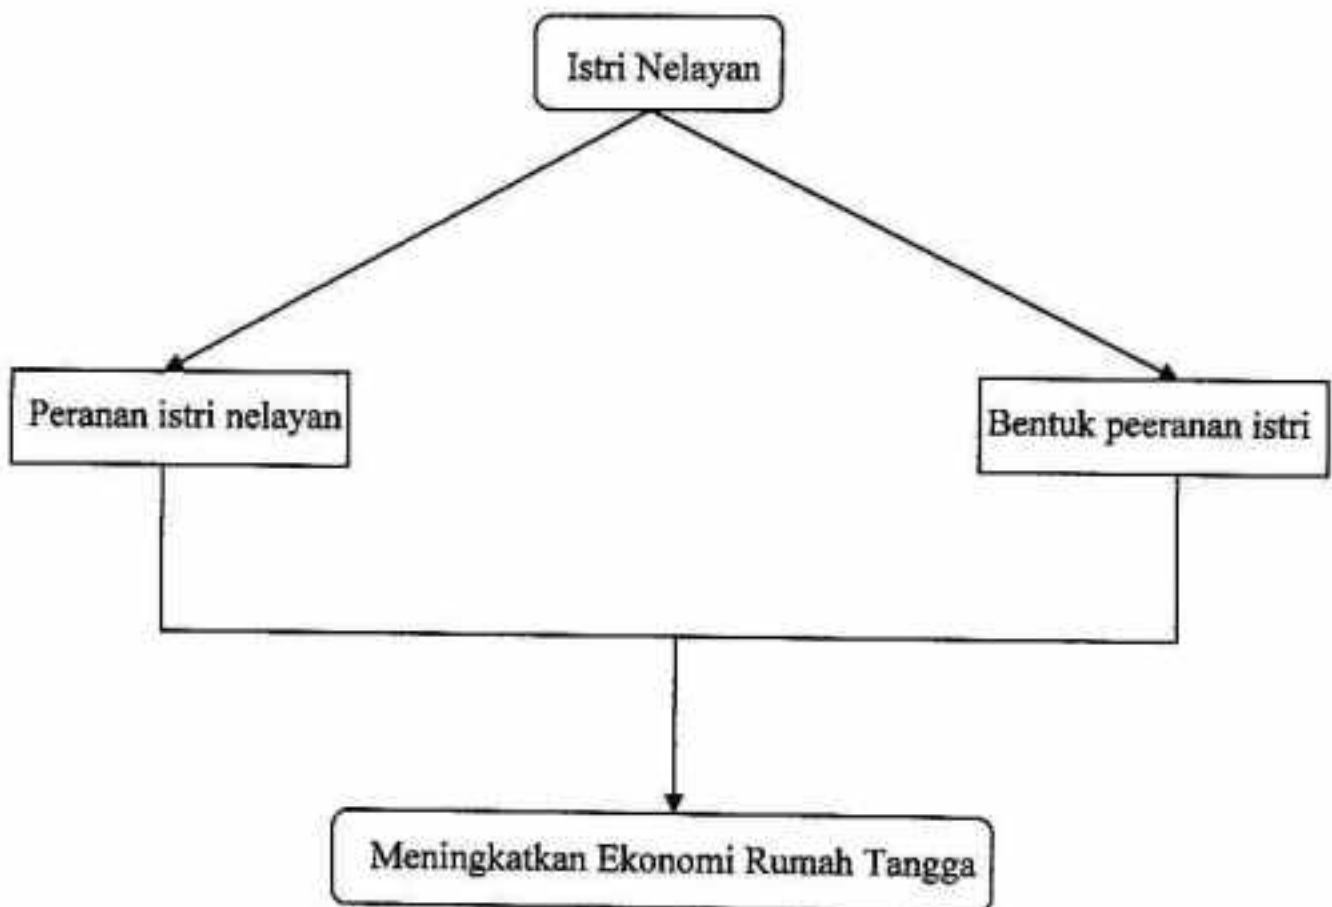 Istri Nelayan
Peranan istri nelayan
Bentuk peeranan istri
Meningkatkan Ekonomi Rumah Tangga